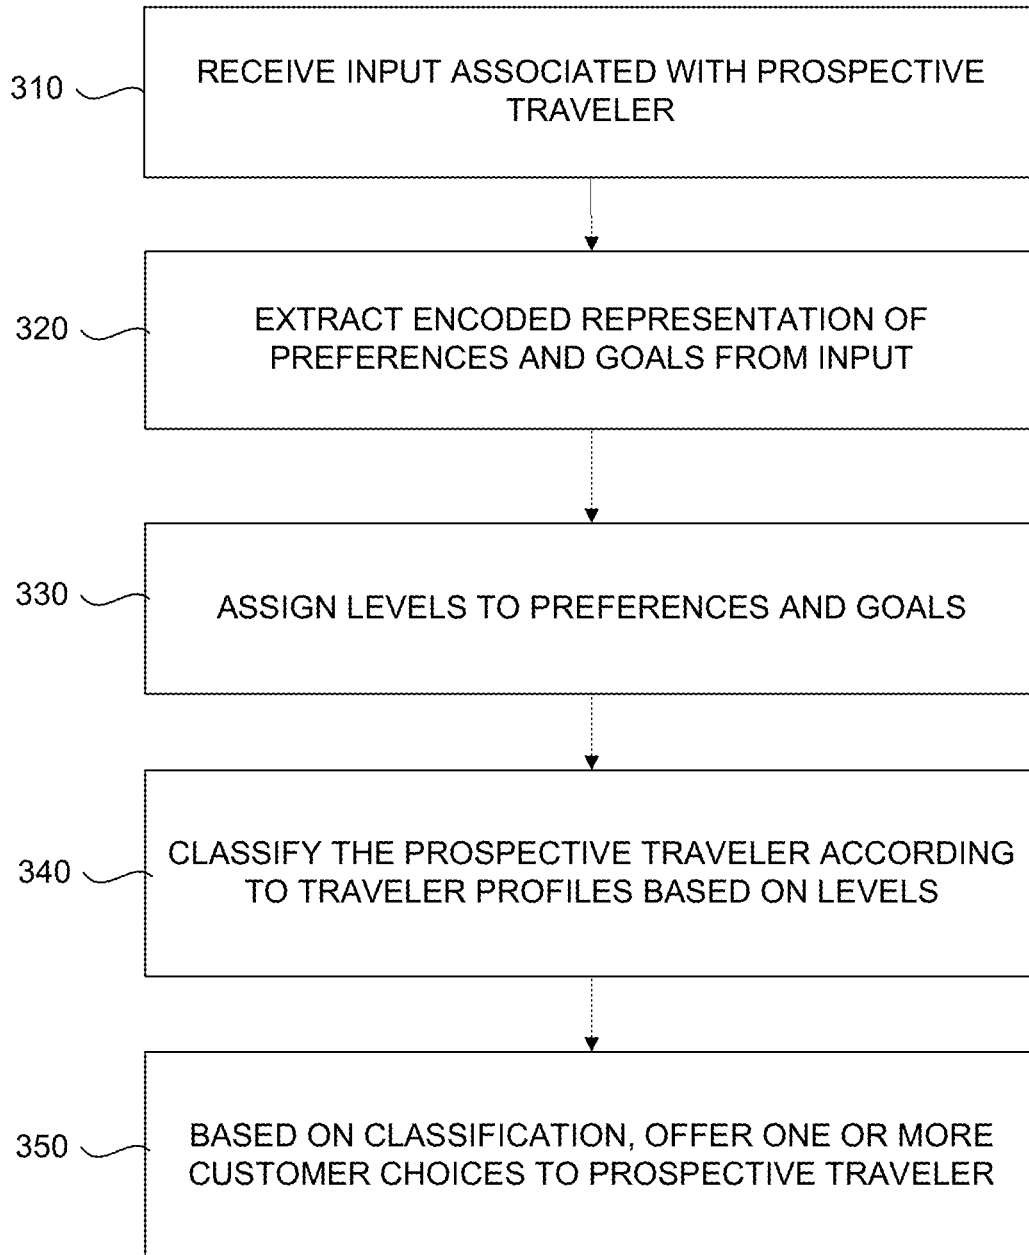 310
RECEIVE INPUT ASSOCIATED WITH PROSPECTIVE
TRAVELER
320
EXTRACT ENCODED REPRESENTATION OF
PREFERENCES AND GOALS FROM INPUT
330
ASSIGN LEVELS TO PREFERENCES AND GOALS
340
CLASSIFY THE PROSPECTIVE TRAVELER ACCORDING
TO TRAVELER PROFILES BASED ON LEVELS
350
BASED ON CLASSIFICATION, OFFER ONE OR MORE
CUSTOMER CHOICES TO PROSPECTIVE TRAVELER